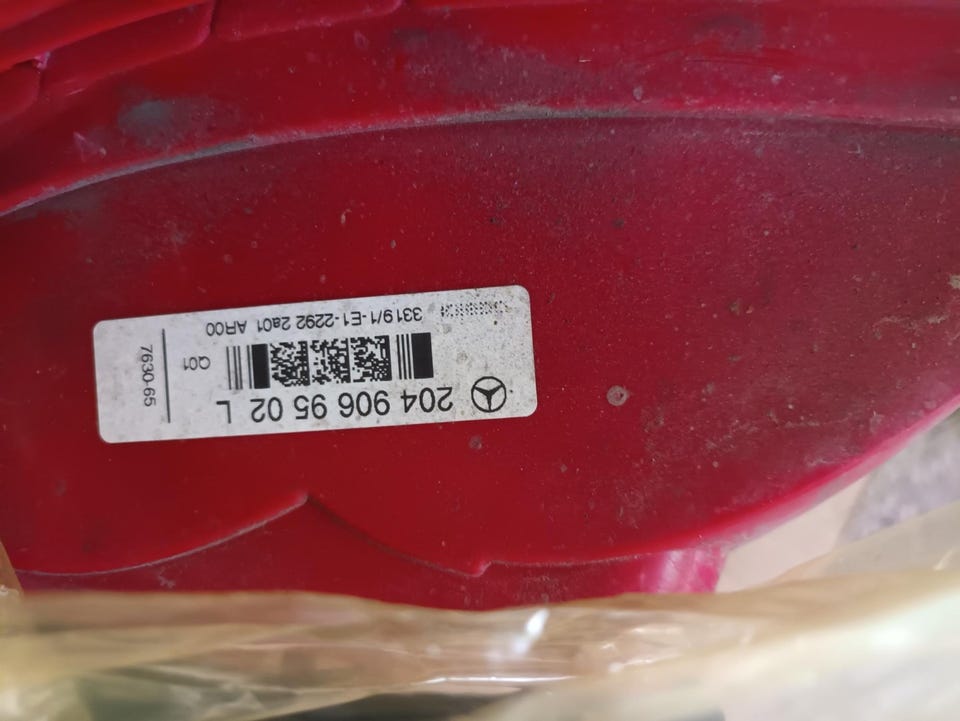 204 906 95 02 L
Q01
3319/1-E1-2292 2a01 AR00
7630-65